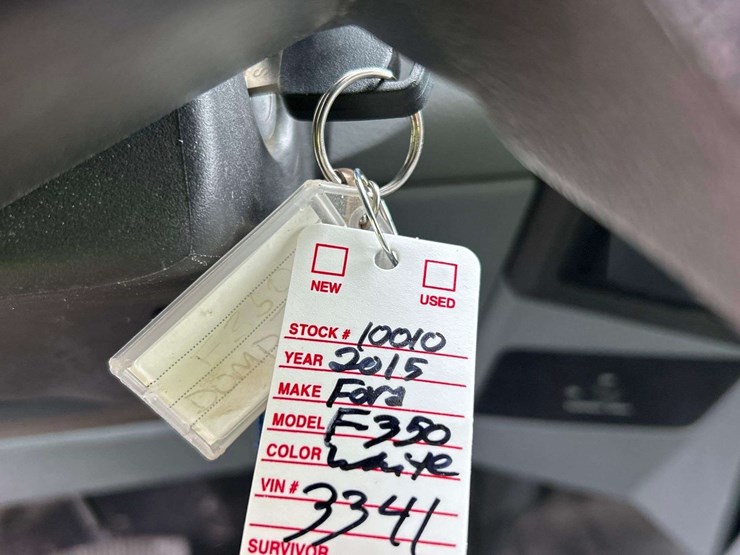 NEW
USED
STOCK # 10010
YEAR 2015
MAKE Ford
MODEL F350
COLOR white
VIN # 3341
SURVIVOR